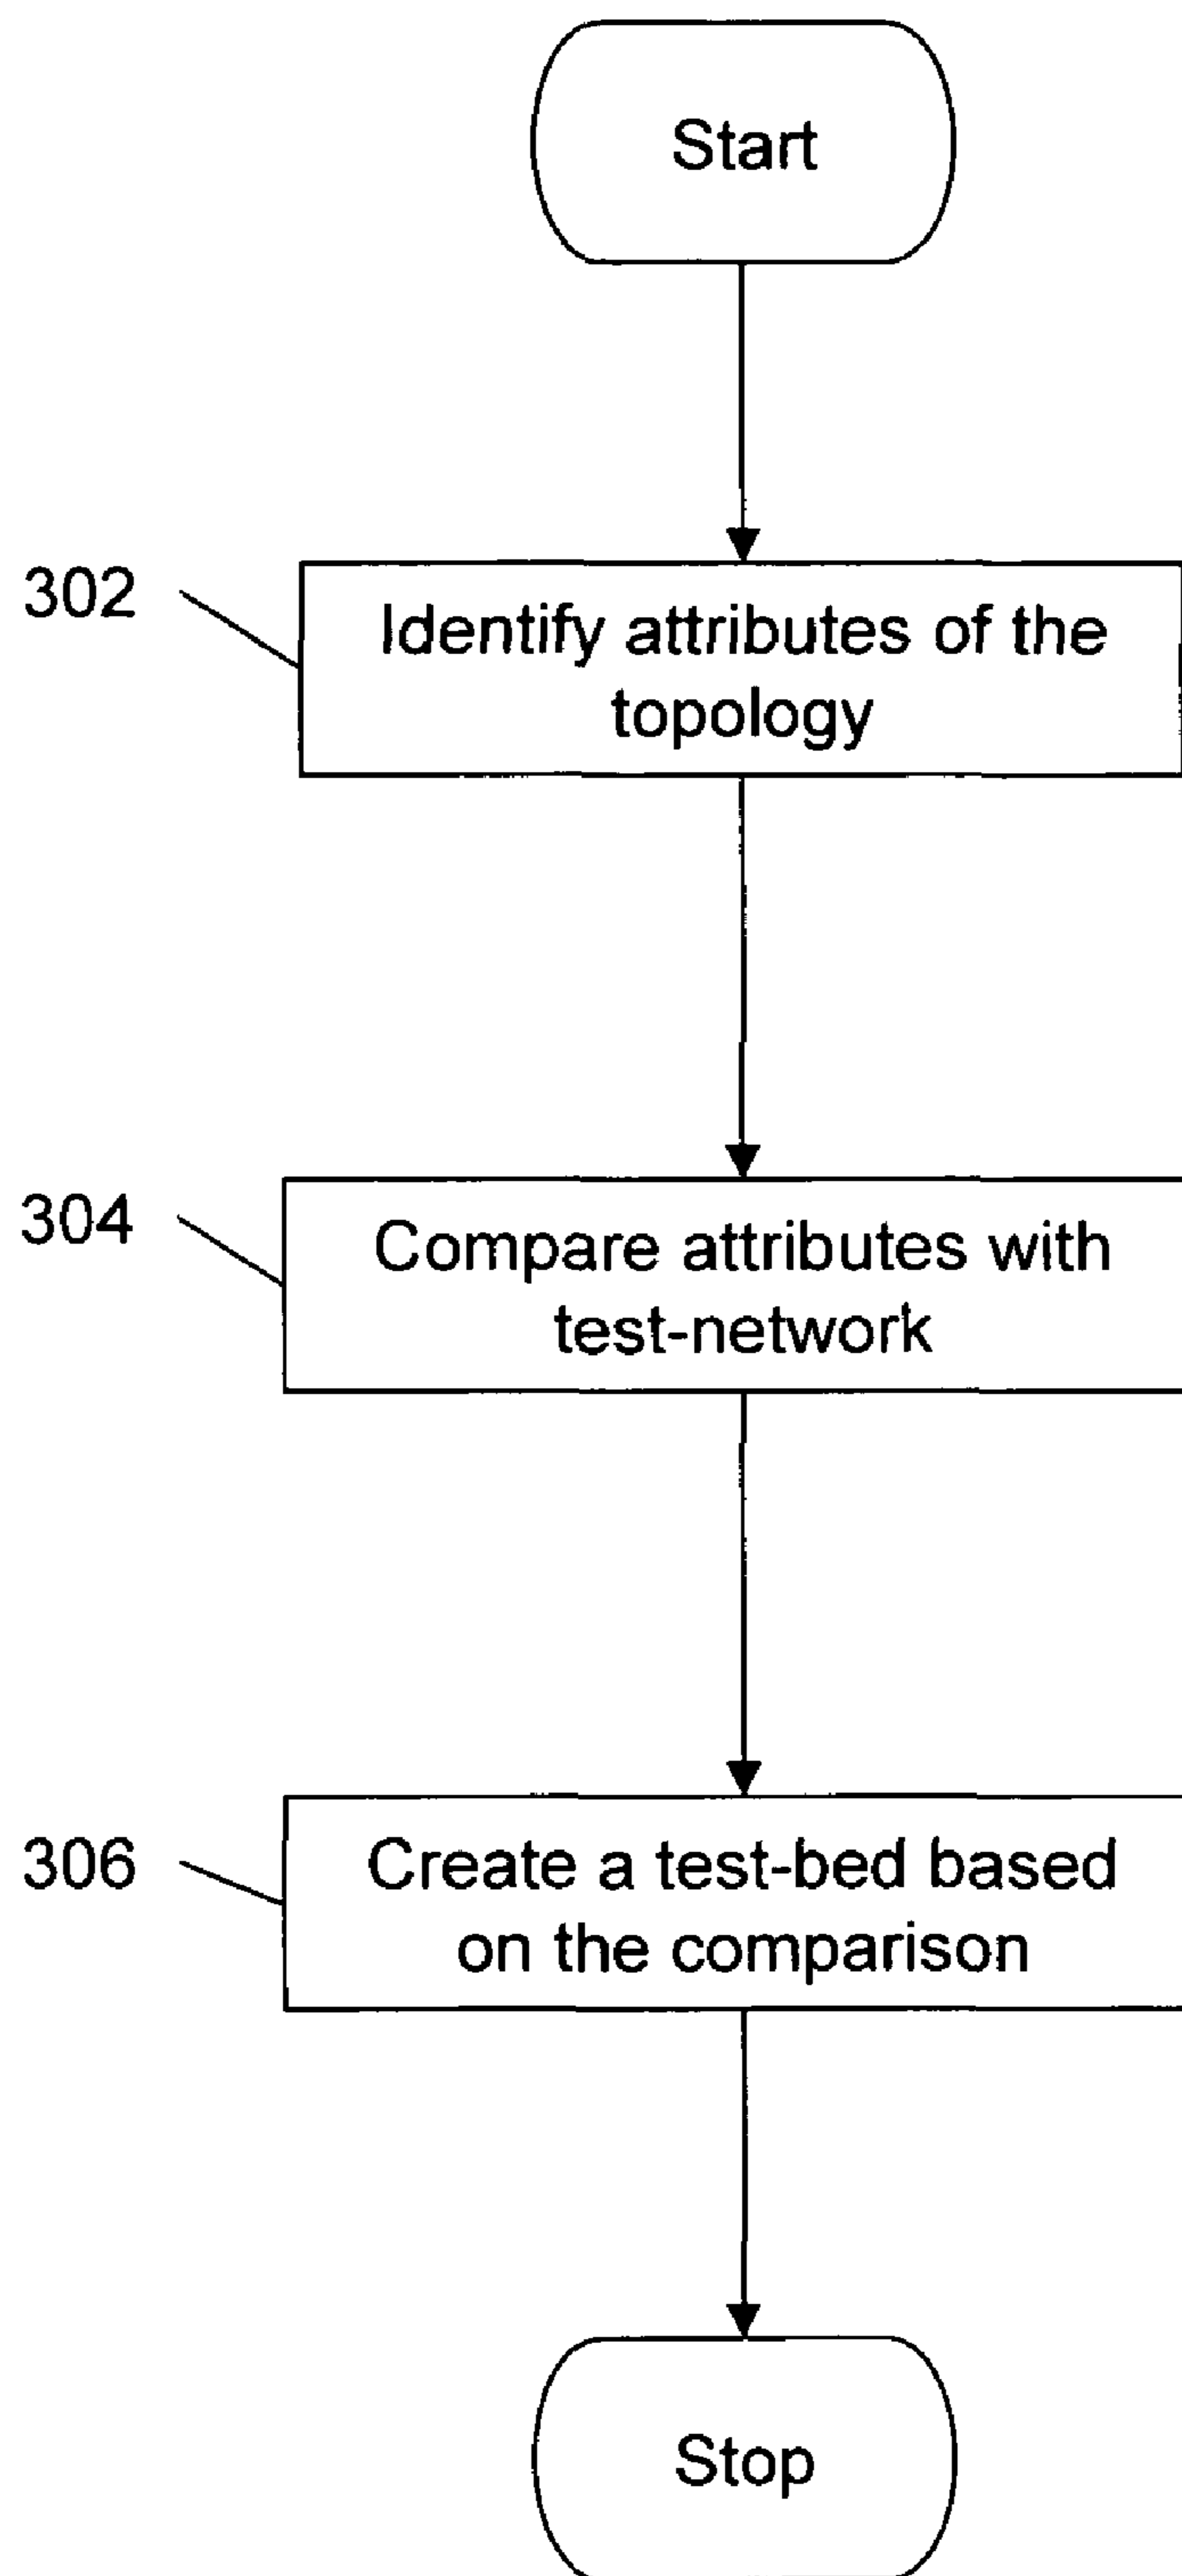 Start
302
Identify attributes of the
topology
304
Compare attributes with
test-network
306
Create a test-bed based
on the comparison
Stop